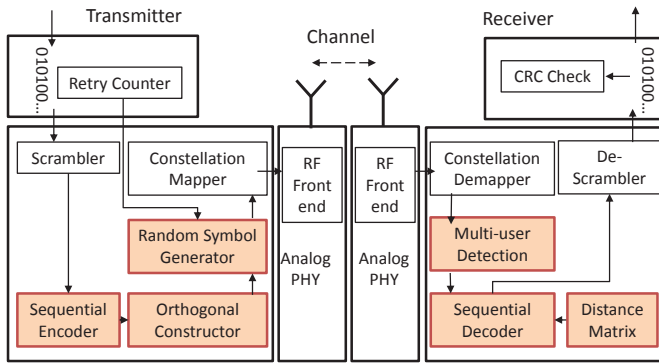 Transmitter
Receiver
Channel
010100...
Retry Counter
CRC Check
010100...
Scrambler
Constellation
Mapper
RF
Front
end
RF
Front
end
Constellation
Demapper
De-
Scrambler
Random Symbol
Generator
Analog
PHY
Analog
PHY
Multi-user
Detection
Sequential
Encoder
Orthogonal
Constructor
Sequential
Decoder
Distance
Matrix